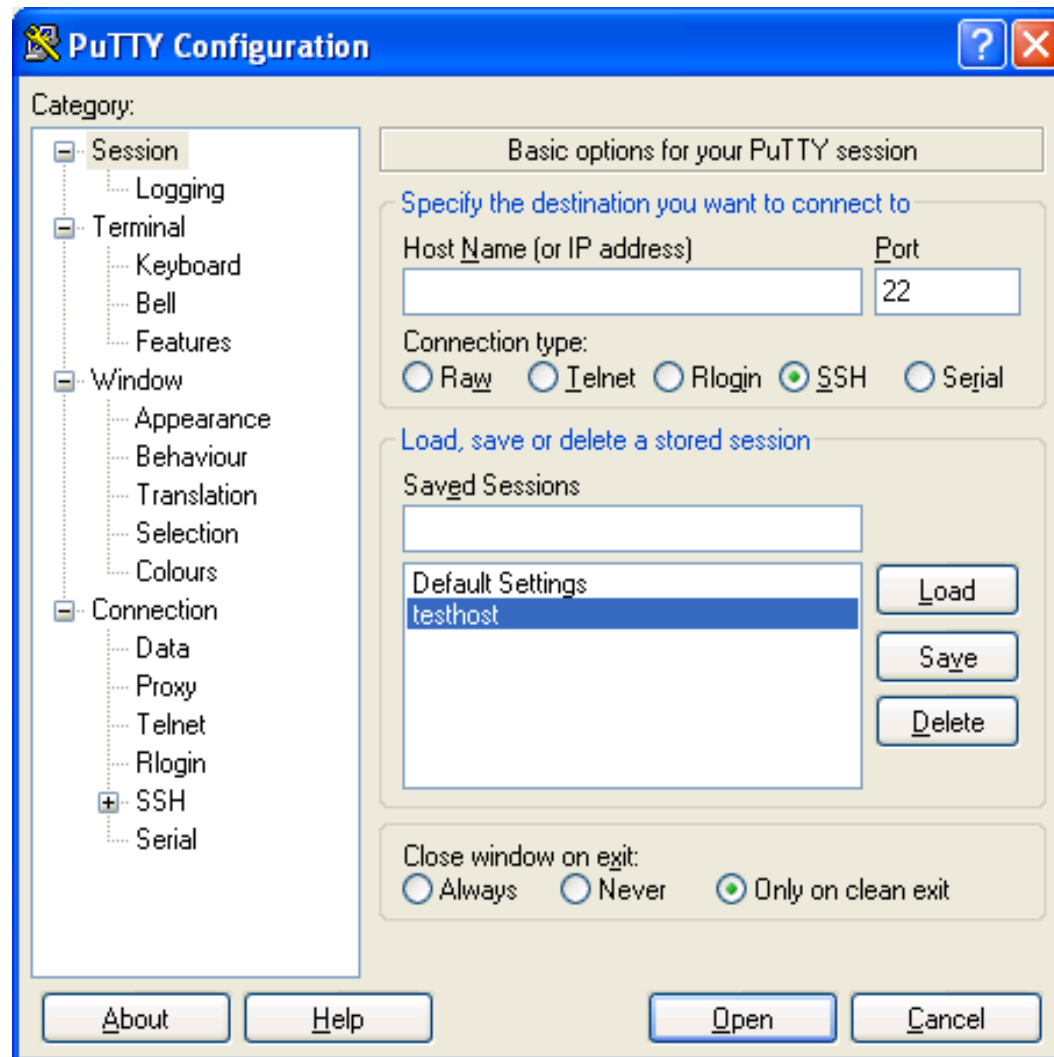 PuTTY Configuration
Category:
Session
Logging
Terminal
Keyboard
Bell
Features
Window
Appearance
Behaviour
Translation
Selection
Colours
Connection
Data
Proxy
Telnet
Rlogin
SSH
Serial
Basic options for your PuTTY session
Specify the destination you want to connect to
Host Name (or IP address) Port
22
Connection type:
Raw Telnet Rlogin SSH Serial
Load, save or delete a stored session
Saved Sessions
Default Settings
testhost
Load
Save
Delete
Close window on exit:
Always Never Only on clean exit
About Help Open Cancel